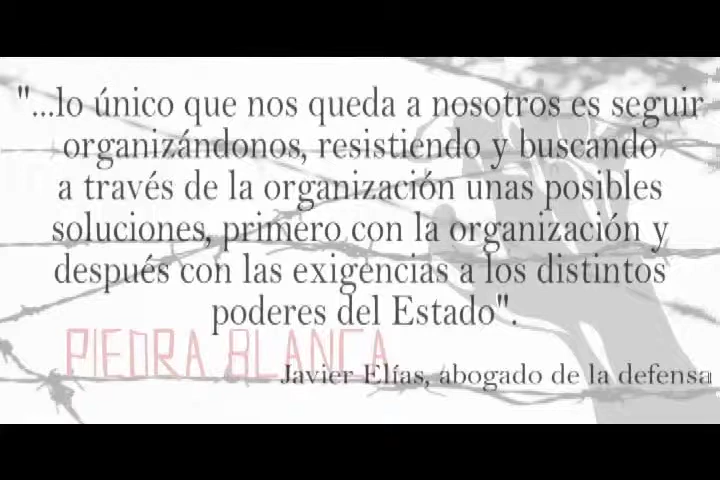 "...lo único que nos queda a nosotros es seguir
organizándonos, resistiendo y buscando
a través de la organización unas posibles
soluciones, primero con la organización y
después con las exigencias a los distintos
poderes del Estado".
PIEDRA BLANCA
Javier Elías, abogado de la defensa